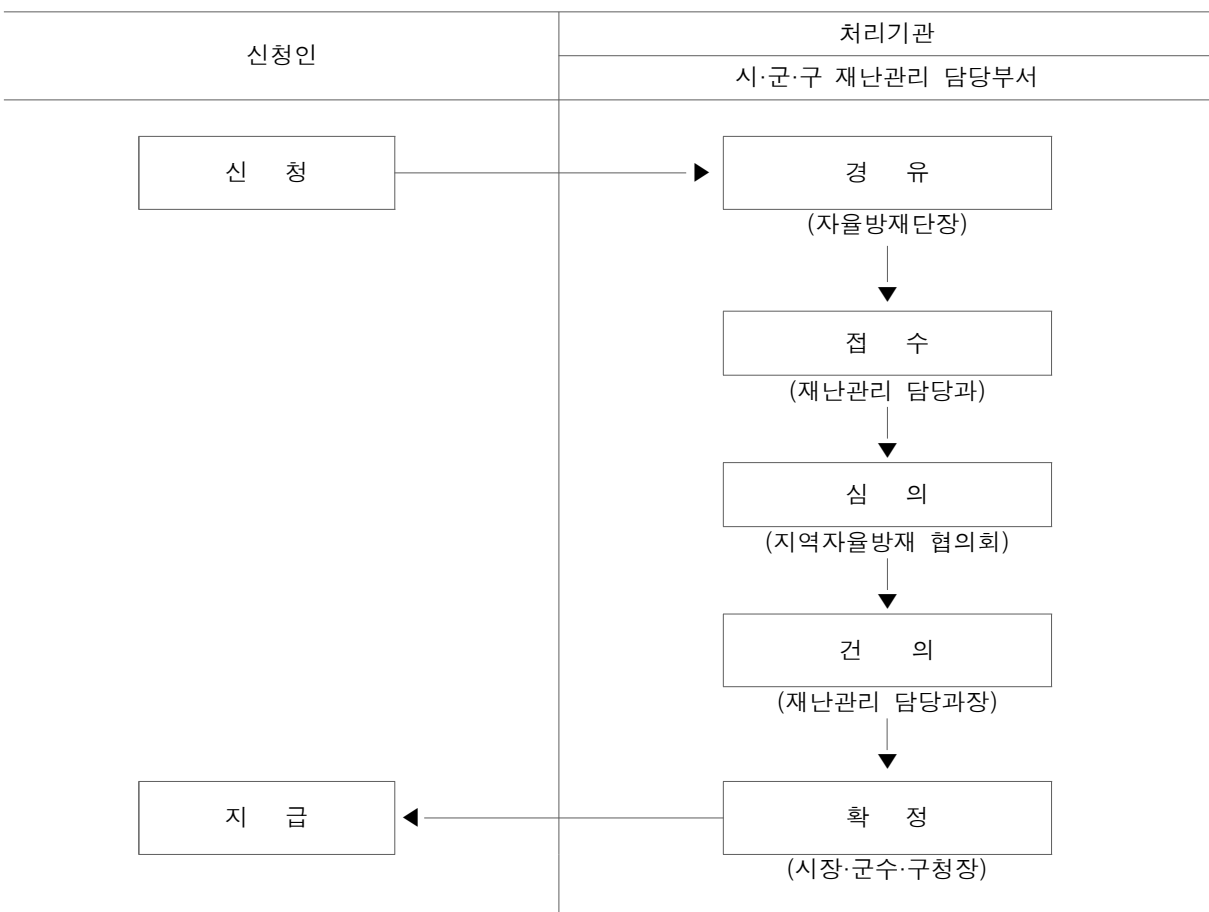 신청인
처리기관
시·군·구 재난관리 담당부서
신 청
경 유
(자율방재단장)
접 수
(재난관리 담당과)
심 의
(지역자율방재 협의회)
건 의
(재난관리 담당과장)
지 급
확 정
(시장·군수·구청장)